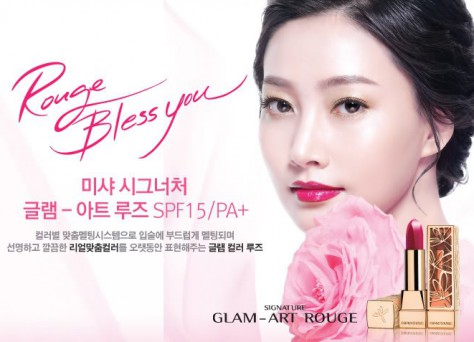 Rouge
Bless you
미샤 시그너처
글램 – 아트 루즈 SPF15/PA+
컬러별 맞춤멜팅시스템으로 입술에 부드럽게 멜팅되며
선명하고 깔끔한 리얼맞춤컬러를 오랫동안 표현해주는 글램 컬러 루즈
SIGNATURE
GLAM–ART ROUGE